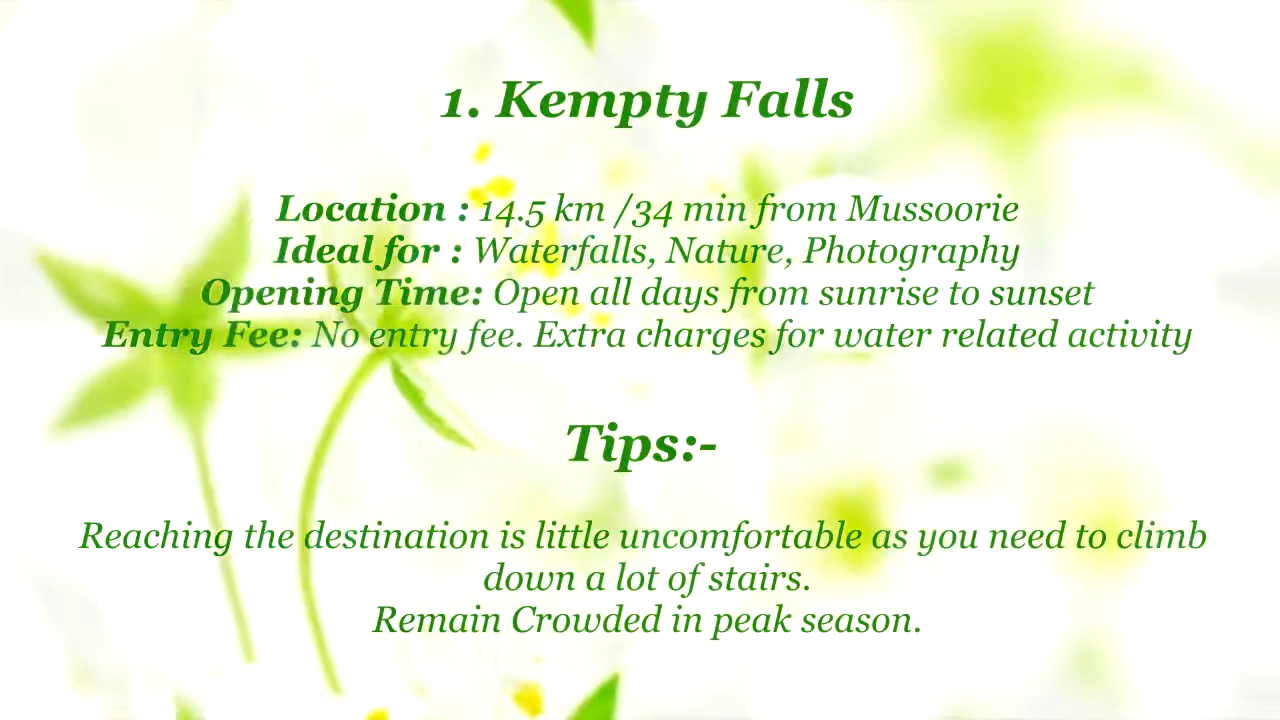 1. Kempty Falls
Location : 14.5 km /34 min from Mussoorie
Ideal for : Waterfalls, Nature, Photography
Opening Time: Open all days from sunrise to sunset
Entry Fee: No entry fee. Extra charges for water related activity
Tips:-
Reaching the destination is little uncomfortable as you need to climb
down a lot of stairs.
Remain Crowded in peak season.